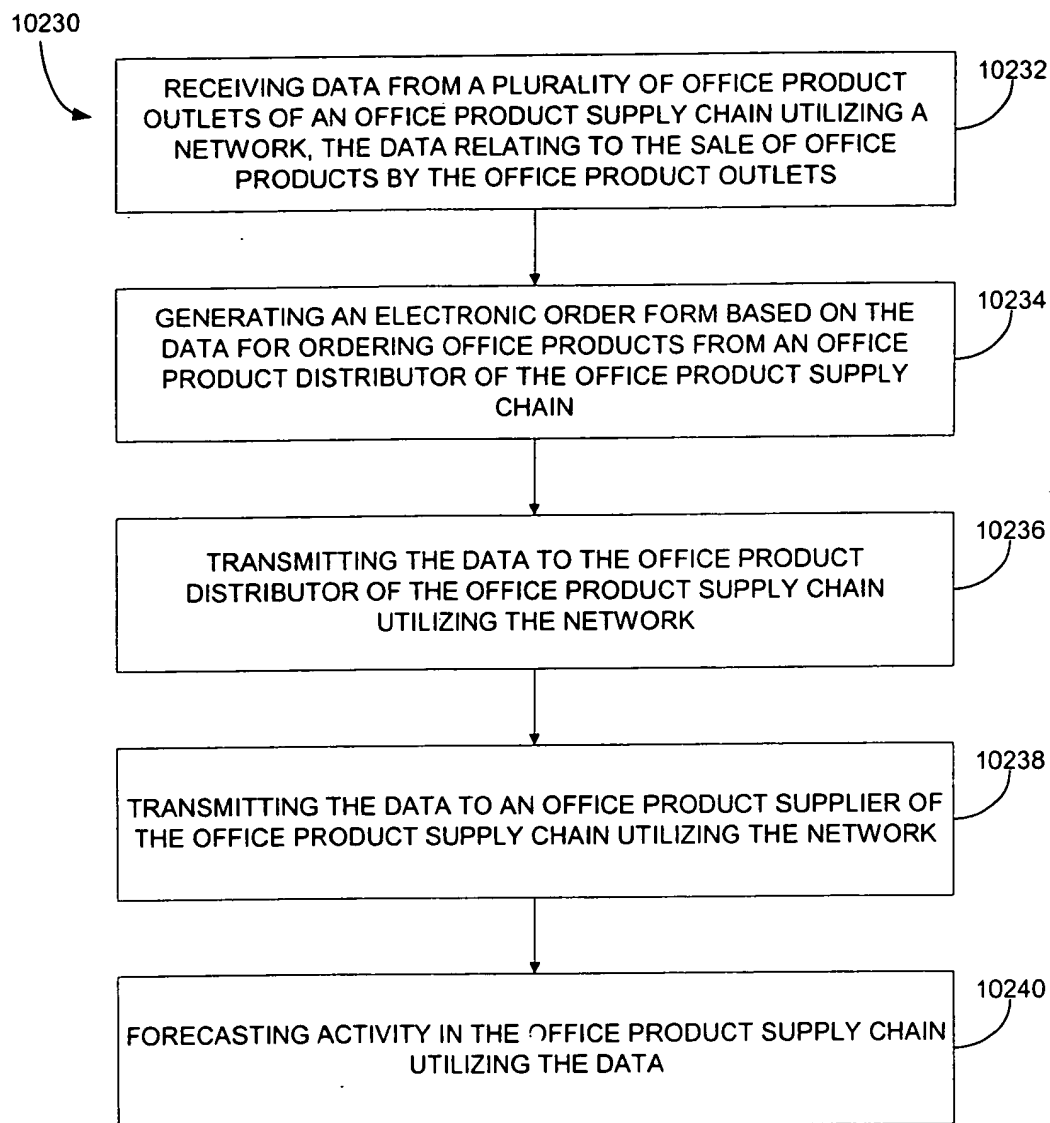 10230
RECEIVING DATA FROM A PLURALITY OF OFFICE PRODUCT
OUTLETS OF AN OFFICE PRODUCT SUPPLY CHAIN UTILIZING A
NETWORK, THE DATA RELATING TO THE SALE OF OFFICE
PRODUCTS BY THE OFFICE PRODUCT OUTLETS
10232
GENERATING AN ELECTRONIC ORDER FORM BASED ON THE
DATA FOR ORDERING OFFICE PRODUCTS FROM AN OFFICE
PRODUCT DISTRIBUTOR OF THE OFFICE PRODUCT SUPPLY
CHAIN
10234
TRANSMITTING THE DATA TO THE OFFICE PRODUCT
DISTRIBUTOR OF THE OFFICE PRODUCT SUPPLY CHAIN
UTILIZING THE NETWORK
10236
TRANSMITTING THE DATA TO AN OFFICE PRODUCT SUPPLIER OF
THE OFFICE PRODUCT SUPPLY CHAIN UTILIZING THE NETWORK
10238
FORECASTING ACTIVITY IN THE OFFICE PRODUCT SUPPLY CHAIN
UTILIZING THE DATA
10240